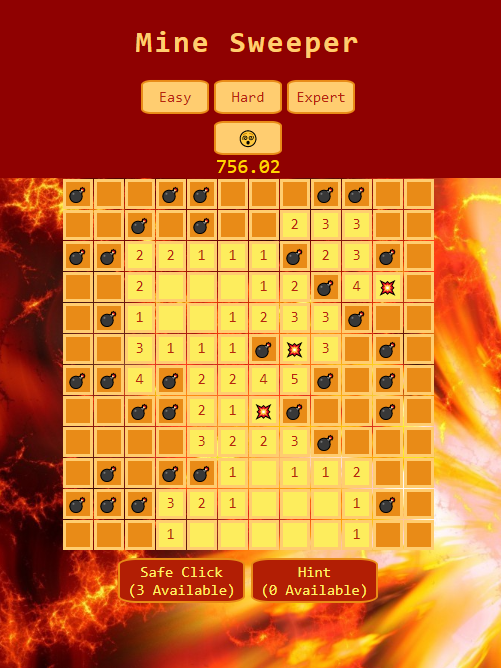 Mine Sweeper
Easy Hard Expert
756.02
2 3 3
2 2 1 1 1 2 3
2 1 2 4
1 1 2 3 3
3 1 1 1 3
4 2 2 4 5
2 1
3 2 2 3
1 1 1 2
3 2 1 1
1 1
Safe Click Hint
(3 Available) (0 Available)